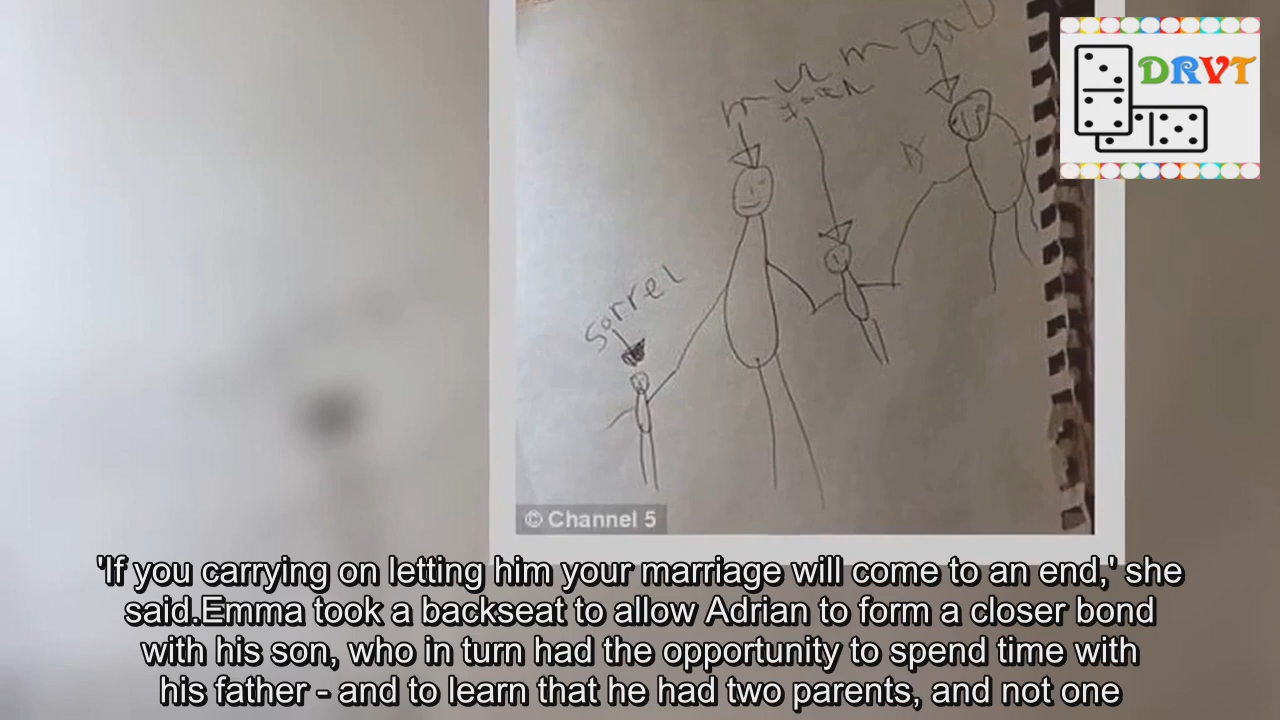 mum Dad
Sorrel
DRVT
© Channel 5
'If you carrying on letting him your marriage will come to an end,' she
said.Emma took a backseat to allow Adrian to form a closer bond
with his son, who in turn had the opportunity to spend time with
his father - and to learn that he had two parents, and not one